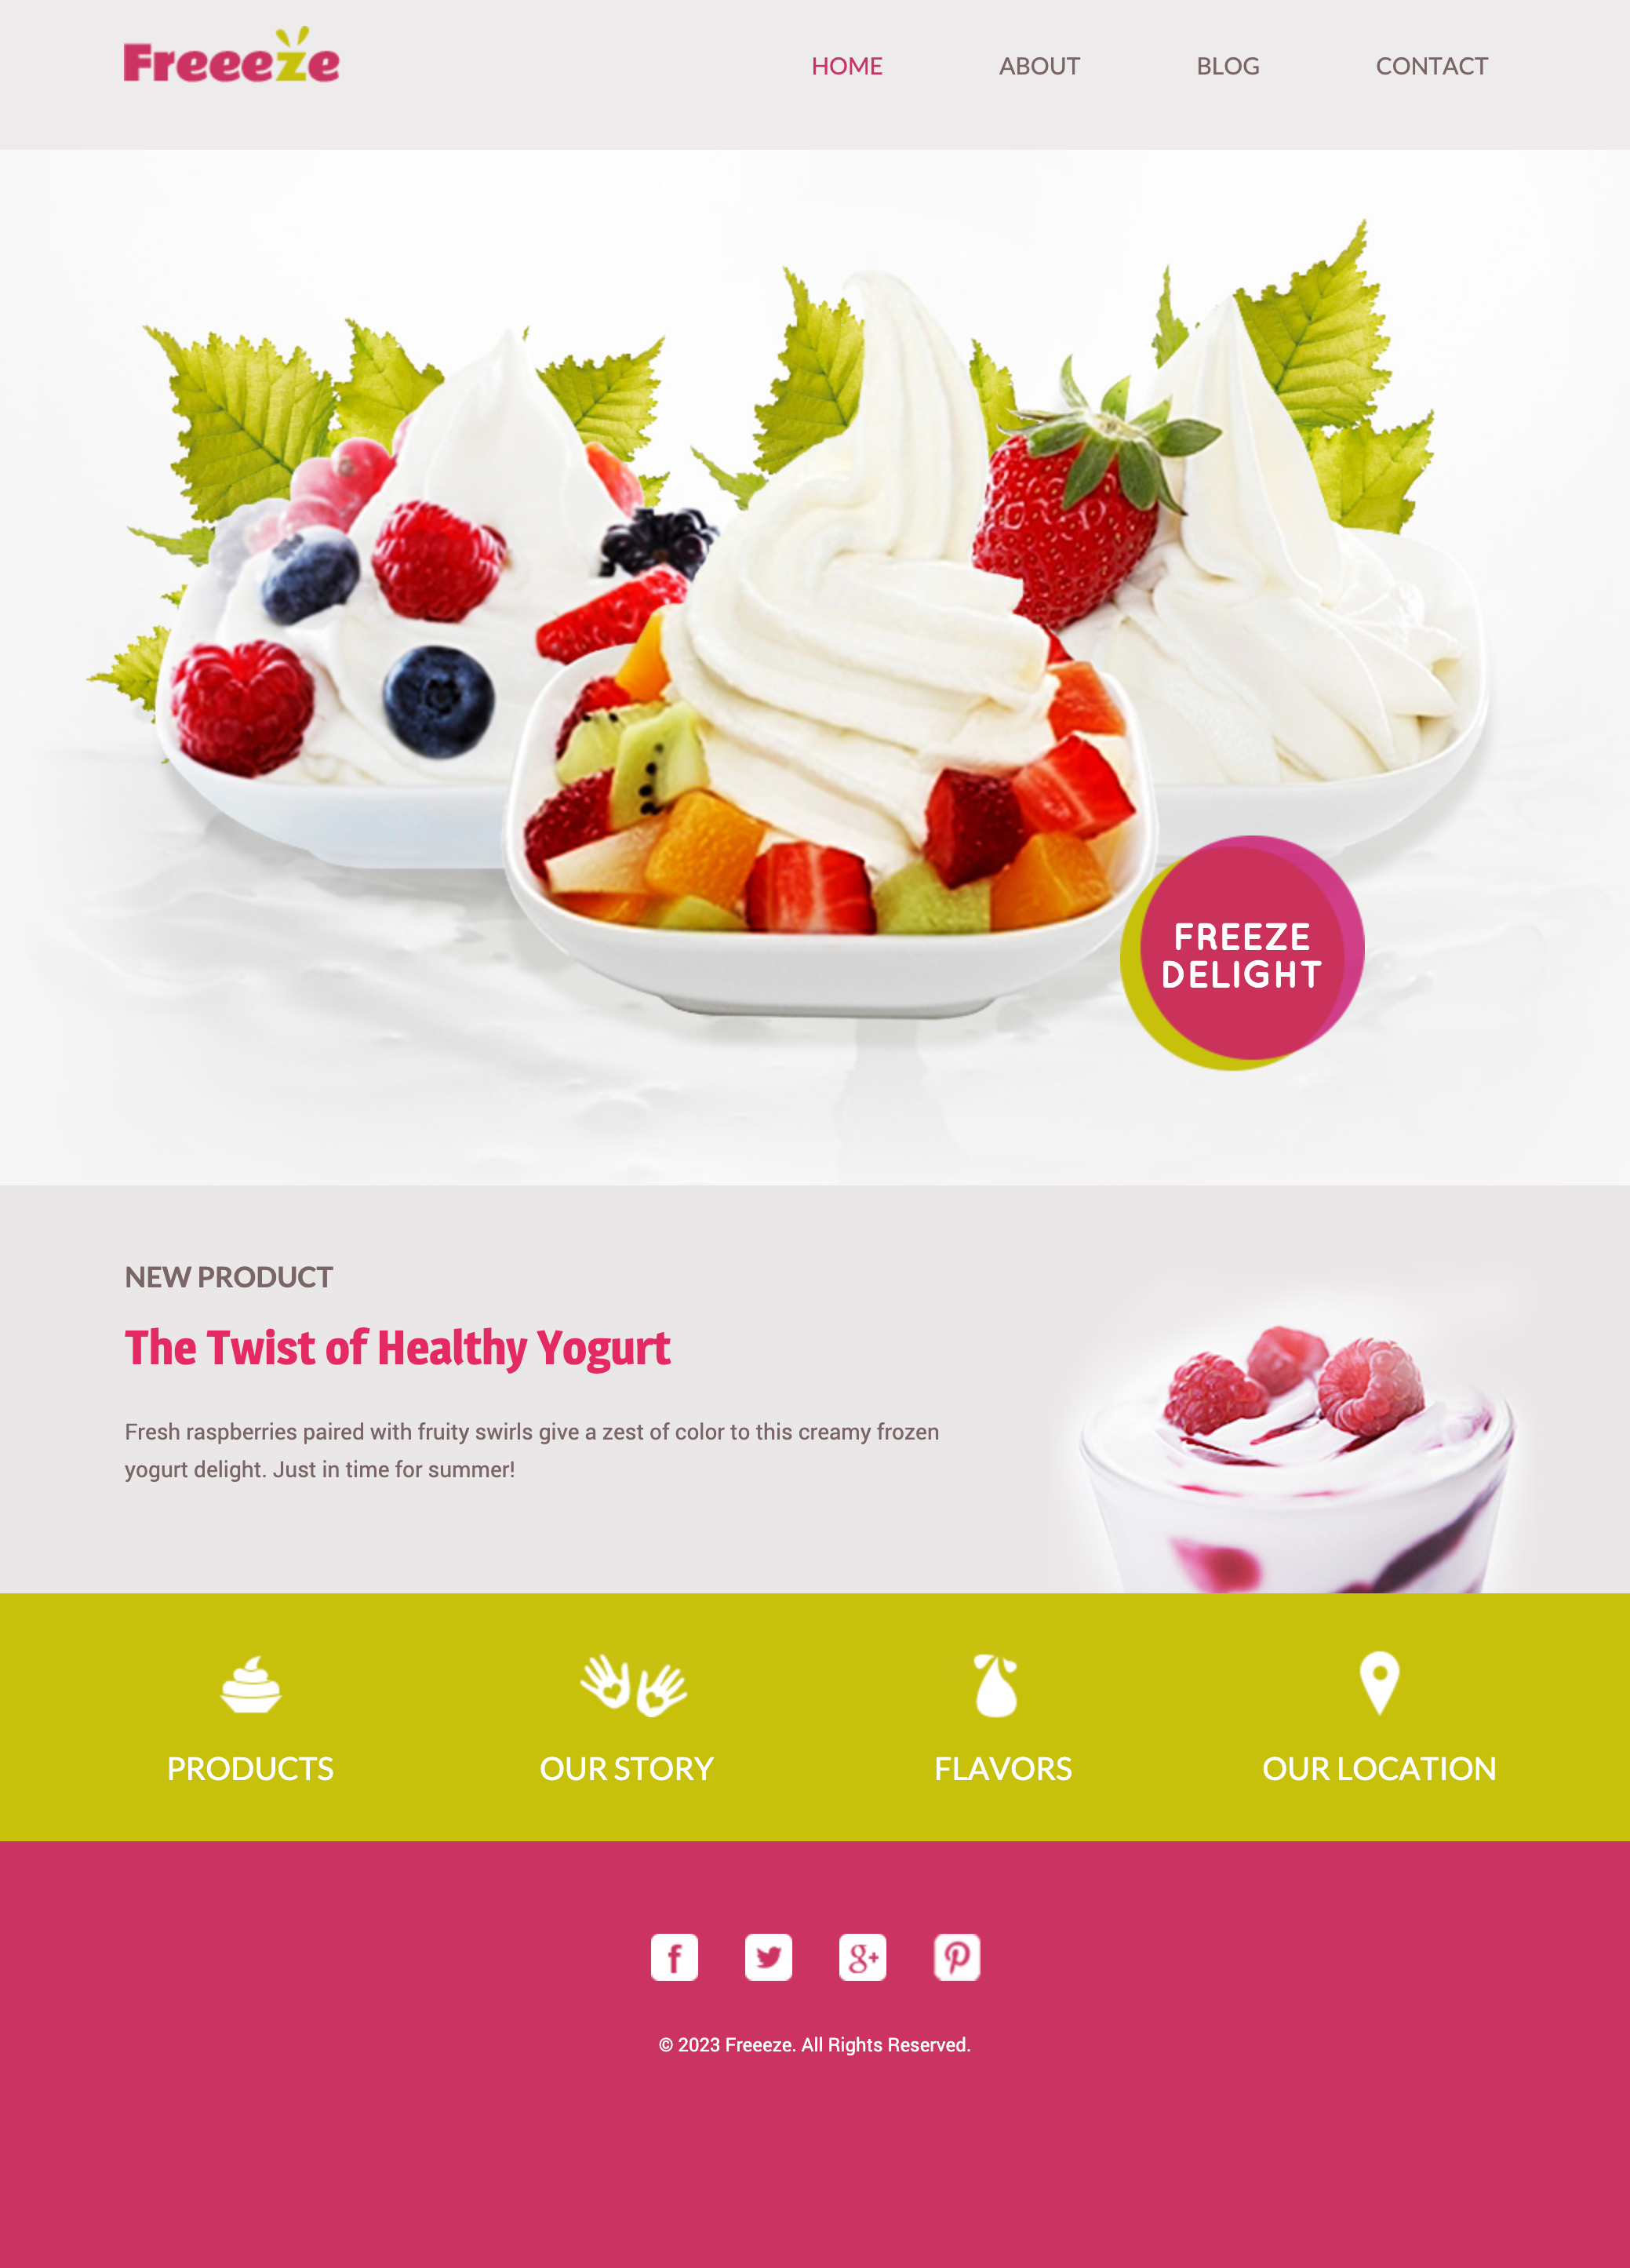 Freeeze
HOME
ABOUT
BLOG
CONTACT
FREEZE
DELIGHT
NEW PRODUCT
The Twist of Healthy Yogurt
Fresh raspberries paired with fruity swirls give a zest of color to this creamy frozen
yogurt delight. Just in time for summer!
PRODUCTS
OUR STORY
FLAVORS
OUR LOCATION
© 2023 Freeeze. All Rights Reserved.